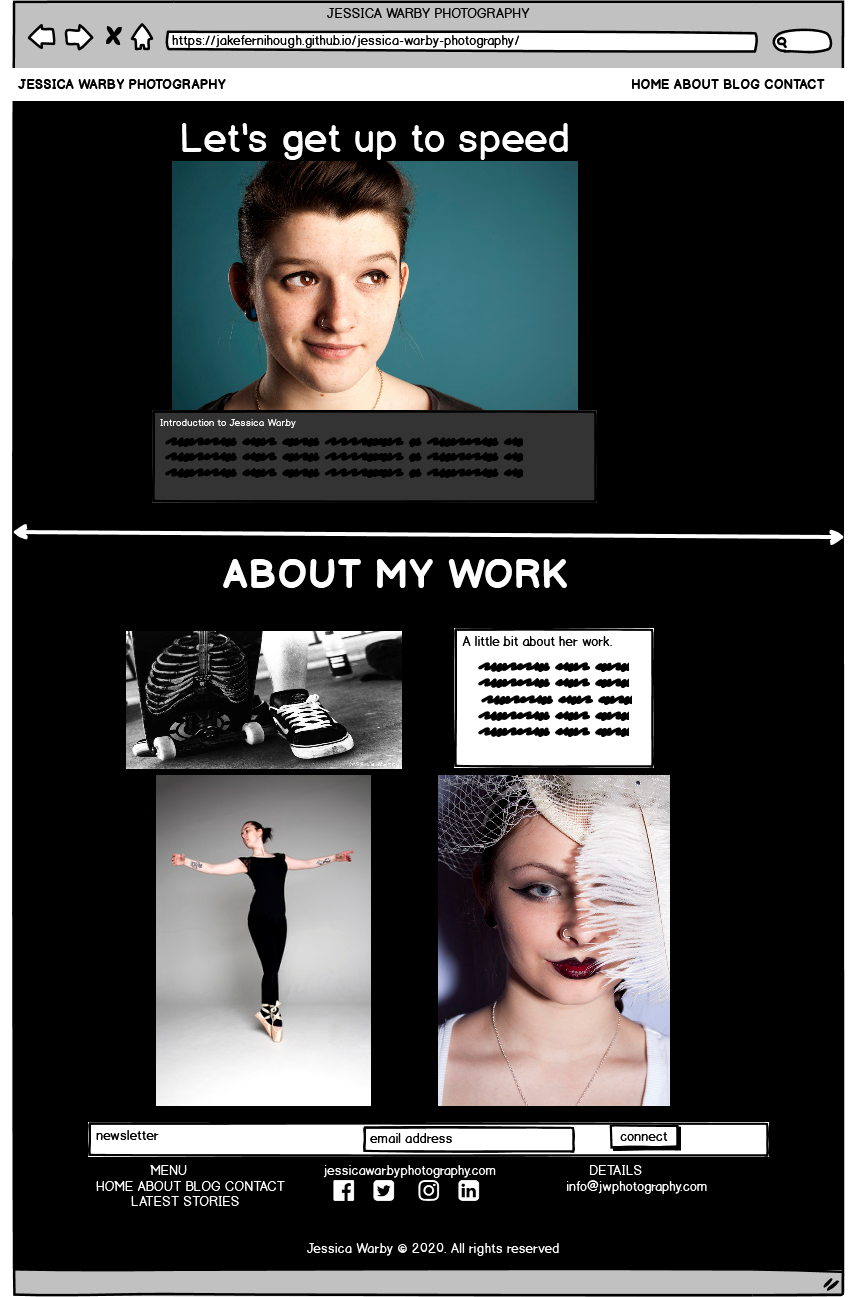 JESSICA WARBY PHOTOGRAPHY
https://jakefernihough.github.io/jessica-warby-photography/
JESSICA WARBY PHOTOGRAPHY
HOME ABOUT BLOG CONTACT
Let's get up to speed
Introduction to Jessica Warby
ABOUT MY WORK
A little bit about her work.
newsletter
email address
connect
MENU
HOME ABOUT BLOG CONTACT
LATEST STORIES
jessicawarbyphotography.com
DETAILS
info@jwphotography.com
Jessica Warby © 2020. All rights reserved